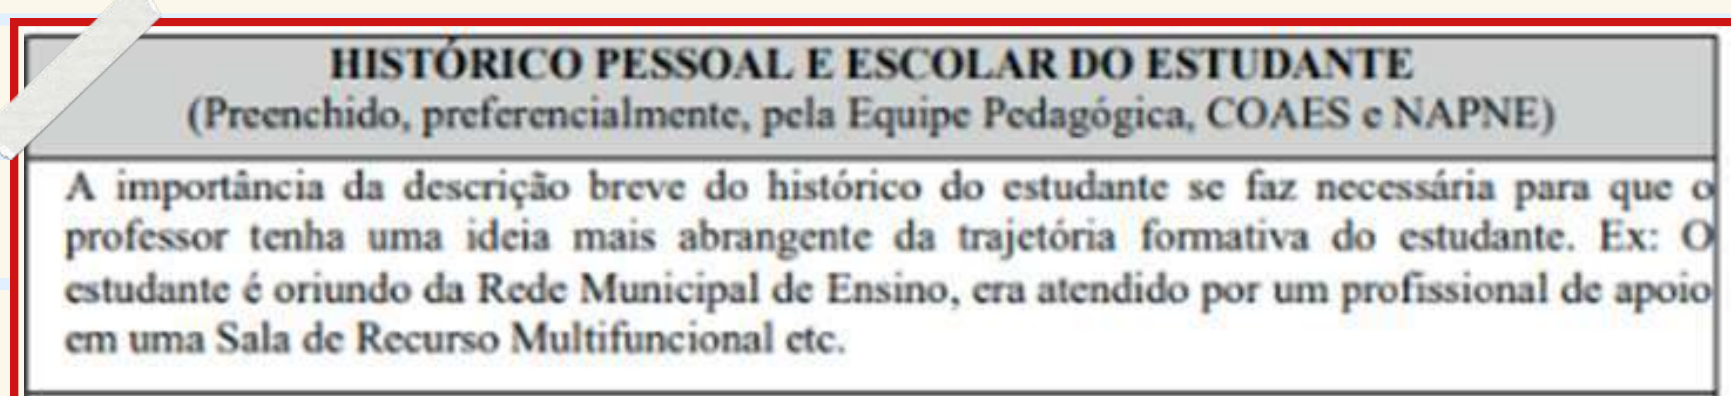 HISTÓRICO PESSOAL E ESCOLAR DO ESTUDANTE
(Preenchido, preferencialmente, pela Equipe Pedagógica, COAES e NAPNE)
A importância da descrição breve do histórico do estudante se faz necessária para que o
professor tenha uma ideia mais abrangente da trajetória formativa do estudante. Ex: O
estudante é oriundo da Rede Municipal de Ensino, era atendido por um profissional de apoio
em uma Sala de Recurso Multifuncional etc.